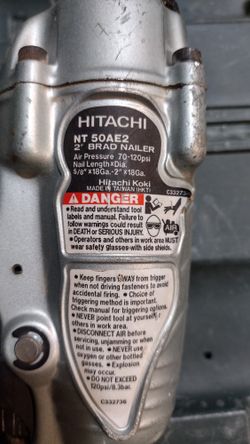 HITACHI
NT 50AE2
2' BRAD NAILER
Air Pressure 70-120psi
Nail Length×Dia.
5/8"×18Ga.-2"×18Ga.
Hitachi Koki
MADE IN TAIWAN (HKT)
C332734
DANGER
• Read and understand tool
labels and manual. Failure to
follow warnings could result
in DEATH or SERIOUS INJURY.
AIR
• Operators and others in work area MUST
wear safety glasses with side shields.
• Keep fingers AWAY from trigger
when not driving fasteners to avoid
accidental firing. • Choice of
triggering method is important.
Check manual for triggering options.
• NEVER point tool at yourself or
others in work area.
• DISCONNECT AIR before
servicing, unjamming or when
not in use. • NEVER use
oxygen or other bottled
gasses. • Explosion
may occur.
• DO NOT EXCEED
120psi/8.3bar.
C332736